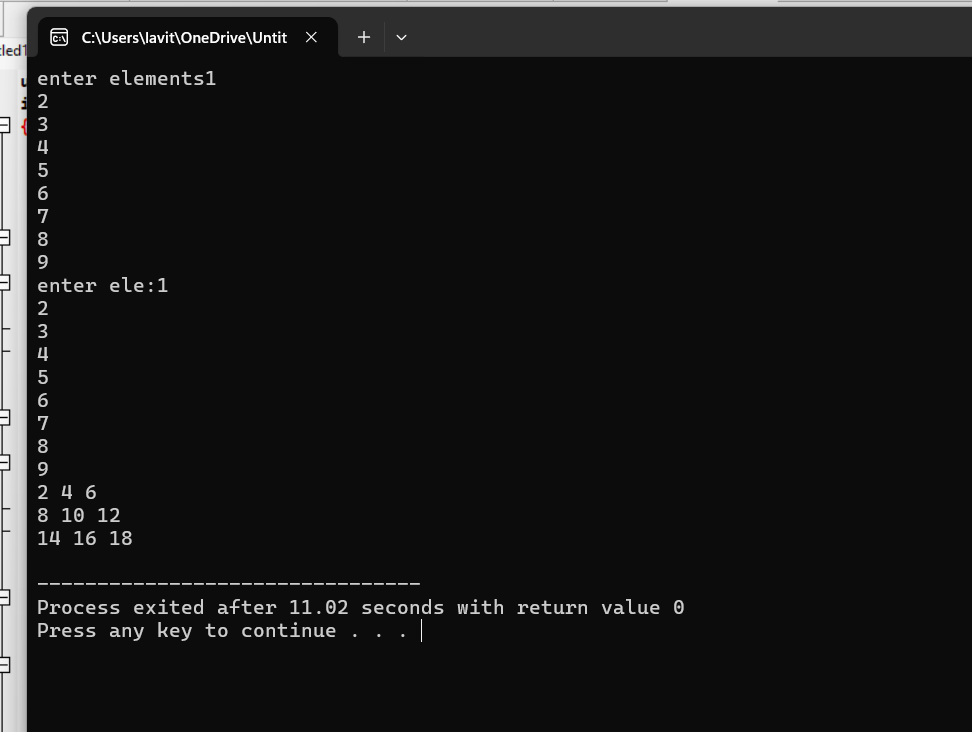 C:\Users\lavit\OneDrive\Untit
enter elements1
2
3
4
5
6
7
8
9
enter ele:1
2
3
4
5
6
7
8
9
2 4 6
8 10 12
14 16 18
--------------------------------
Process exited after 11.02 seconds with return value 0
Press any key to continue . . .